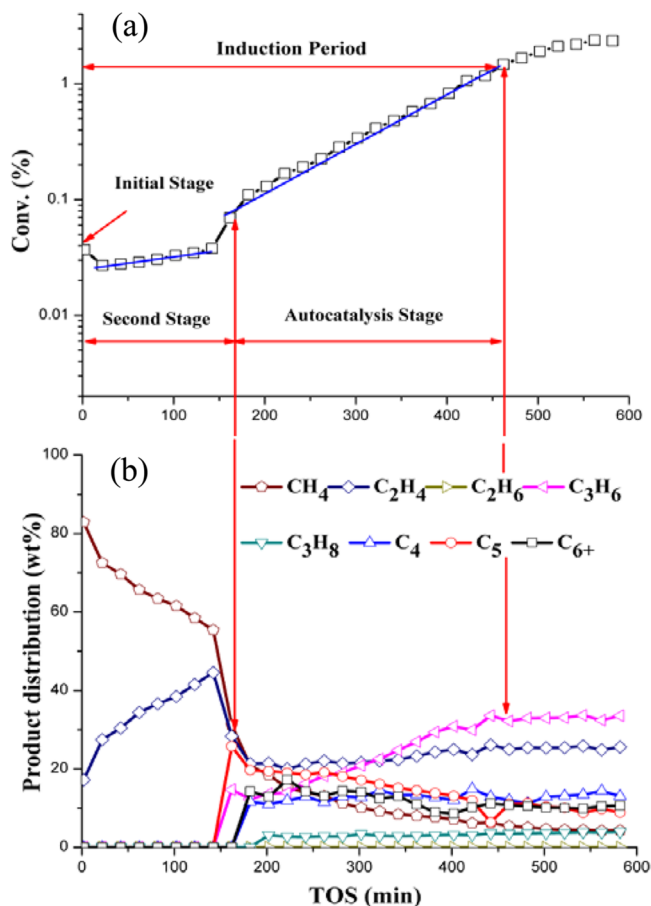 (a)
Induction Period
1
Initial Stage
0.1
Conv. (%)
0.01
Second Stage
Autocatalysis Stage
0 100 200 300 400 500 600
(b)
100
CH4 C2H4 C2H6 C3H6
80
C3H8 C4 C5 C6+
60
Product distribution (wt%)
40
20
0
0 100 200 300 400 500 600
TOS (min)